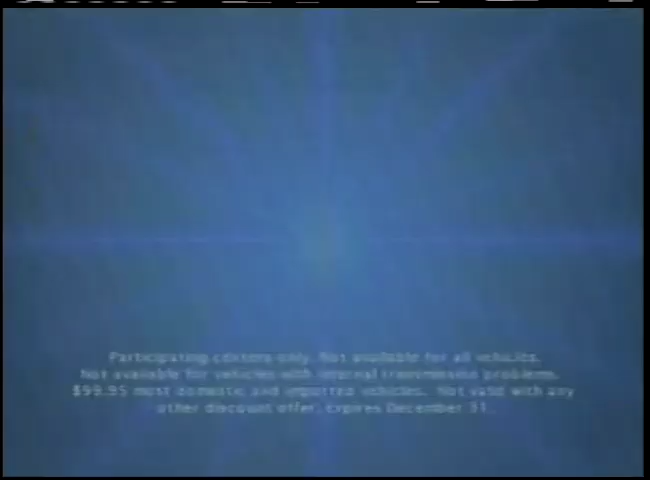 Participating centers only. Not available for all vehicles.
Not available for vehicles with internal transmission problems.
$99.95 most domestic and imported vehicles. Not valid with any
other discount offer. Expires December 31.